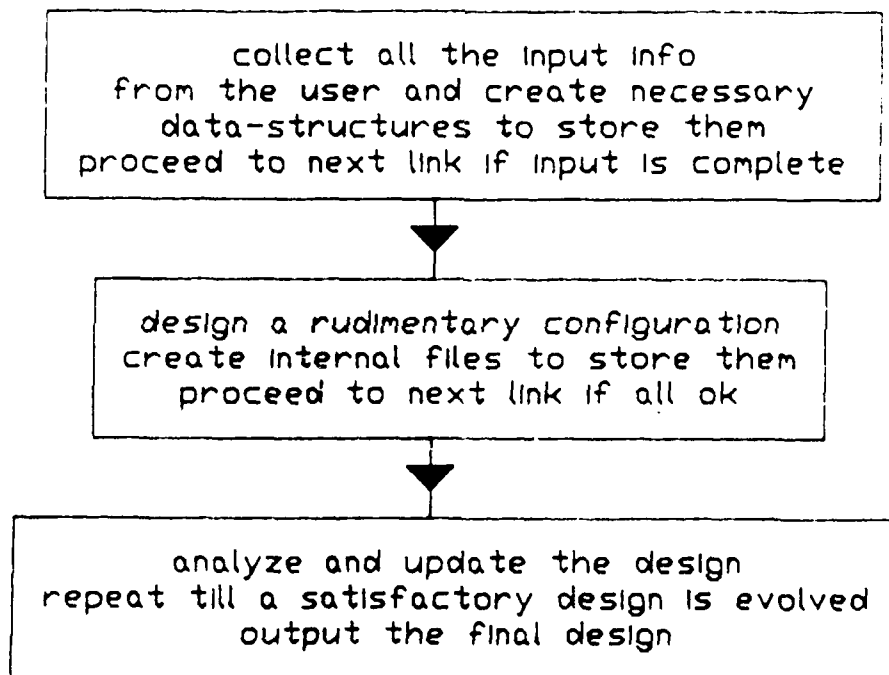 collect all the input info
from the user and create necessary
data-structures to store them
proceed to next link if input is complete
design a rudimentary configuration
create internal files to store them
proceed to next link if all ok
analyze and update the design
repeat till a satisfactory design is evolved
output the final design